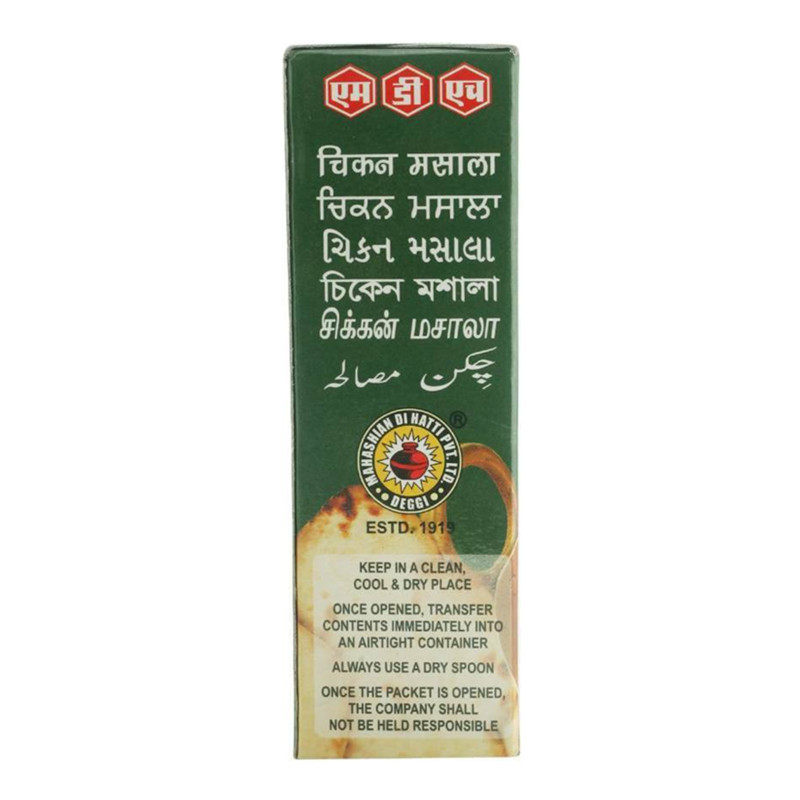 एम डी एच
चिकन मसाला
ਚਿਕਨ ਮਸਾਲਾ
ચિકન મસાલા
চিকেন মশালা
சிக்கன் மசாலா
چکن مصالحہ
MAHASHIAN DI HATTI PVT. LTD.
®
DEGGI
ESTD. 1919
KEEP IN A CLEAN,
COOL & DRY PLACE
ONCE OPENED, TRANSFER
CONTENTS IMMEDIATELY INTO
AN AIRTIGHT CONTAINER
ALWAYS USE A DRY SPOON
ONCE THE PACKET IS OPENED,
THE COMPANY SHALL
NOT BE HELD RESPONSIBLE